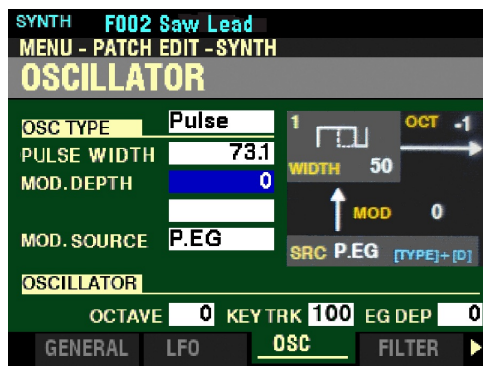 SYNTH F002 Saw Lead
MENU - PATCH EDIT - SYNTH
OSCILLATOR
OSC TYPE Pulse
PULSE WIDTH 73.1
MOD.DEPTH 0
MOD.SOURCE P.EG
1 OCT -1
WIDTH 50
MOD 0
SRC P.EG [TYPE]+[D]
OSCILLATOR
OCTAVE 0 KEY TRK 100 EG DEP 0
GENERAL LFO OSC FILTER